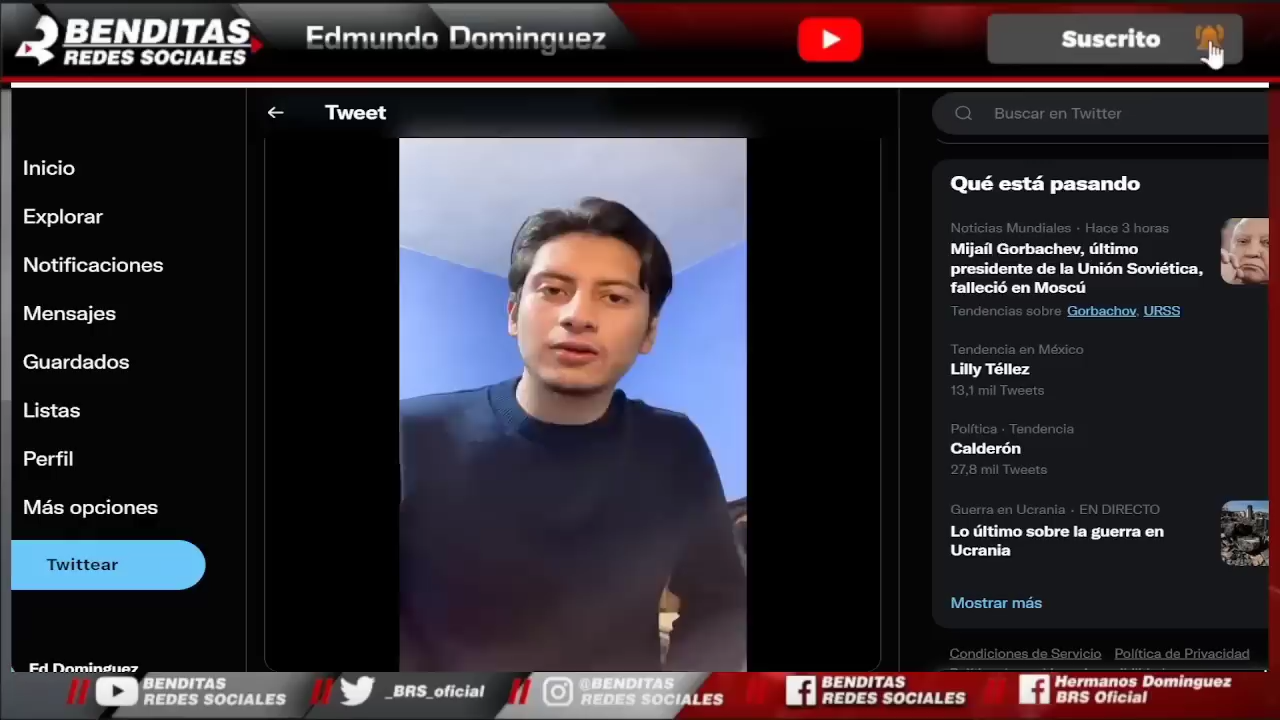 BENDITAS
REDES SOCIALES
Edmundo Dominguez
Suscrito
Tweet
Buscar en Twitter
Inicio
Explorar
Notificaciones
Mensajes
Guardados
Listas
Perfil
Más opciones
Twittear
Ed Dominguez
Qué está pasando
Noticias Mundiales · Hace 3 horas
Mijaíl Gorbachev, último
presidente de la Unión Soviética,
falleció en Moscú
Tendencias sobre Gorbachov, URSS
Tendencia en México
Lilly Téllez
13,1 mil Tweets
Política · Tendencia
Calderón
27,8 mil Tweets
Guerra en Ucrania · EN DIRECTO
Lo último sobre la guerra en
Ucrania
Mostrar más
Condiciones de Servicio Política de Privacidad
BENDITAS
REDES SOCIALES
_BRS_oficial
@BENDITAS
REDES SOCIALES
BENDITAS
REDES SOCIALES
Hermanos Dominguez
BRS Oficial